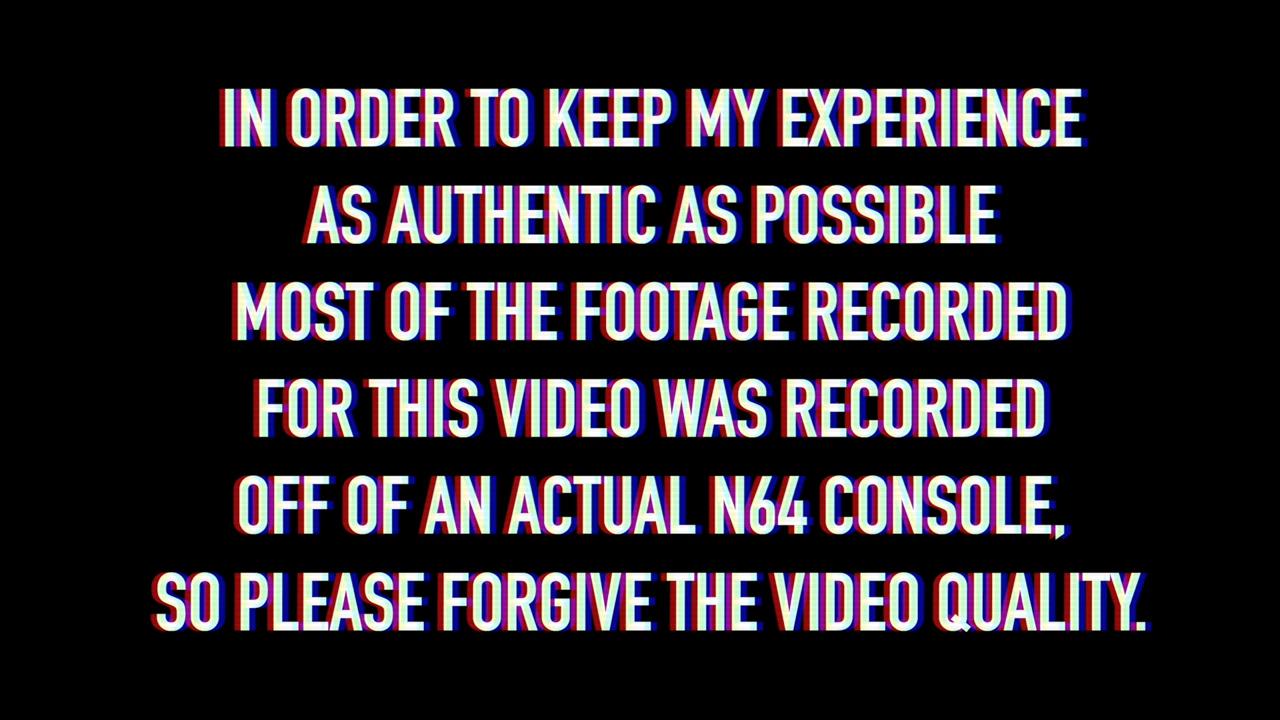 IN ORDER TO KEEP MY EXPERIENCE
AS AUTHENTIC AS POSSIBLE
MOST OF THE FOOTAGE RECORDED
FOR THIS VIDEO WAS RECORDED
OFF OF AN ACTUAL N64 CONSOLE,
SO PLEASE FORGIVE THE VIDEO QUALITY.